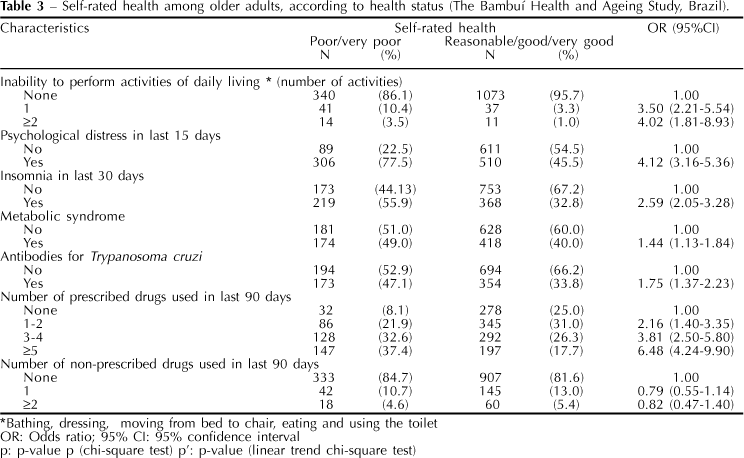 Table 3 – Self-rated health among older adults, according to health status (The Bambuí Health and Ageing Study, Brazil).
Characteristics Self-rated health OR (95%CI)
Poor/very poor Reasonable/good/very good
N (%) N (%)
Inability to perform activities of daily living * (number of activities)
None 340 (86.1) 1073 (95.7) 1.00
1 41 (10.4) 37 (3.3) 3.50 (2.21-5.54)
≥2 14 (3.5) 11 (1.0) 4.02 (1.81-8.93)
Psychological distress in last 15 days
No 89 (22.5) 611 (54.5) 1.00
Yes 306 (77.5) 510 (45.5) 4.12 (3.16-5.36)
Insomnia in last 30 days
No 173 (44.13) 753 (67.2) 1.00
Yes 219 (55.9) 368 (32.8) 2.59 (2.05-3.28)
Metabolic syndrome
No 181 (51.0) 628 (60.0) 1.00
Yes 174 (49.0) 418 (40.0) 1.44 (1.13-1.84)
Antibodies for Trypanosoma cruzi
No 194 (52.9) 694 (66.2) 1.00
Yes 173 (47.1) 354 (33.8) 1.75 (1.37-2.23)
Number of prescribed drugs used in last 90 days
None 32 (8.1) 278 (25.0) 1.00
1-2 86 (21.9) 345 (31.0) 2.16 (1.40-3.35)
3-4 128 (32.6) 292 (26.3) 3.81 (2.50-5.80)
≥5 147 (37.4) 197 (17.7) 6.48 (4.24-9.90)
Number of non-prescribed drugs used in last 90 days
None 333 (84.7) 907 (81.6) 1.00
1 42 (10.7) 145 (13.0) 0.79 (0.55-1.14)
≥2 18 (4.6) 60 (5.4) 0.82 (0.47-1.40)
*Bathing, dressing, moving from bed to chair, eating and using the toilet
OR: Odds ratio; 95% CI: 95% confidence interval
p: p-value p (chi-square test) p’: p-value (linear trend chi-square test)